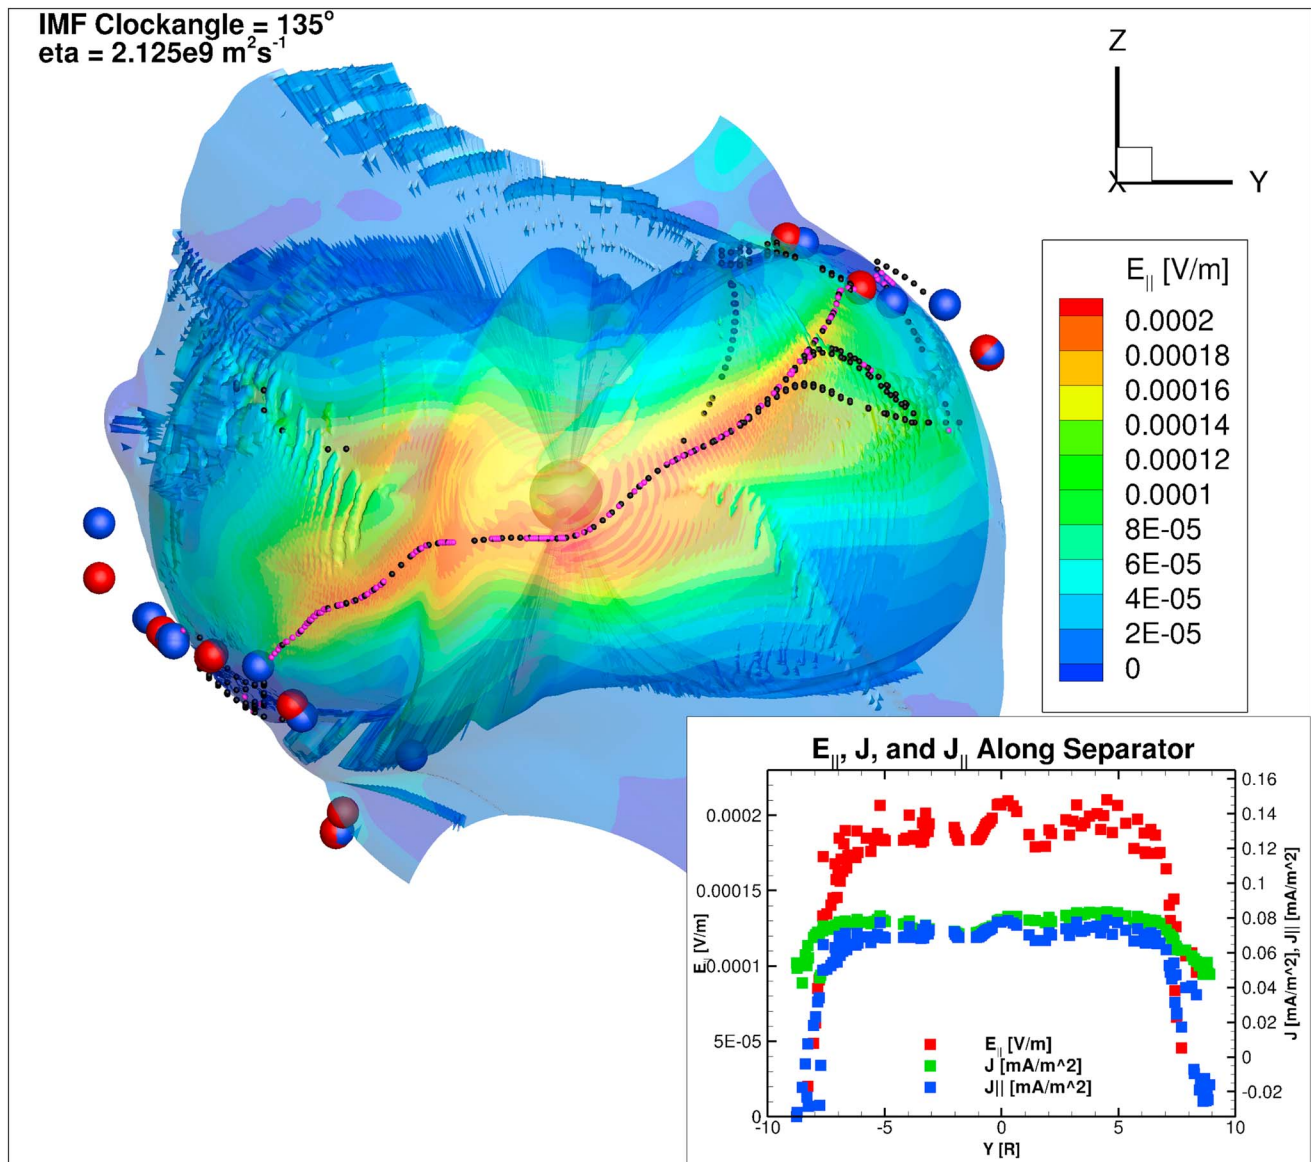 IMF Clockangle = 135°
eta = 2.125e9 m²s⁻¹
Z
X
Y
E|| [V/m]
0.0002
0.00018
0.00016
0.00014
0.00012
0.0001
8E-05
6E-05
4E-05
2E-05
0
E||, J, and J|| Along Separator
0.0002
0.00015
0.0001
5E-05
0
E|| [V/m]
0.16
0.14
0.12
0.1
0.08
0.06
0.04
0.02
0
-0.02
J [mA/m^2], J|| [mA/m^2]
E|| [V/m]
J [mA/m^2]
J|| [mA/m^2]
-10
-5
0
5
10
Y [R]